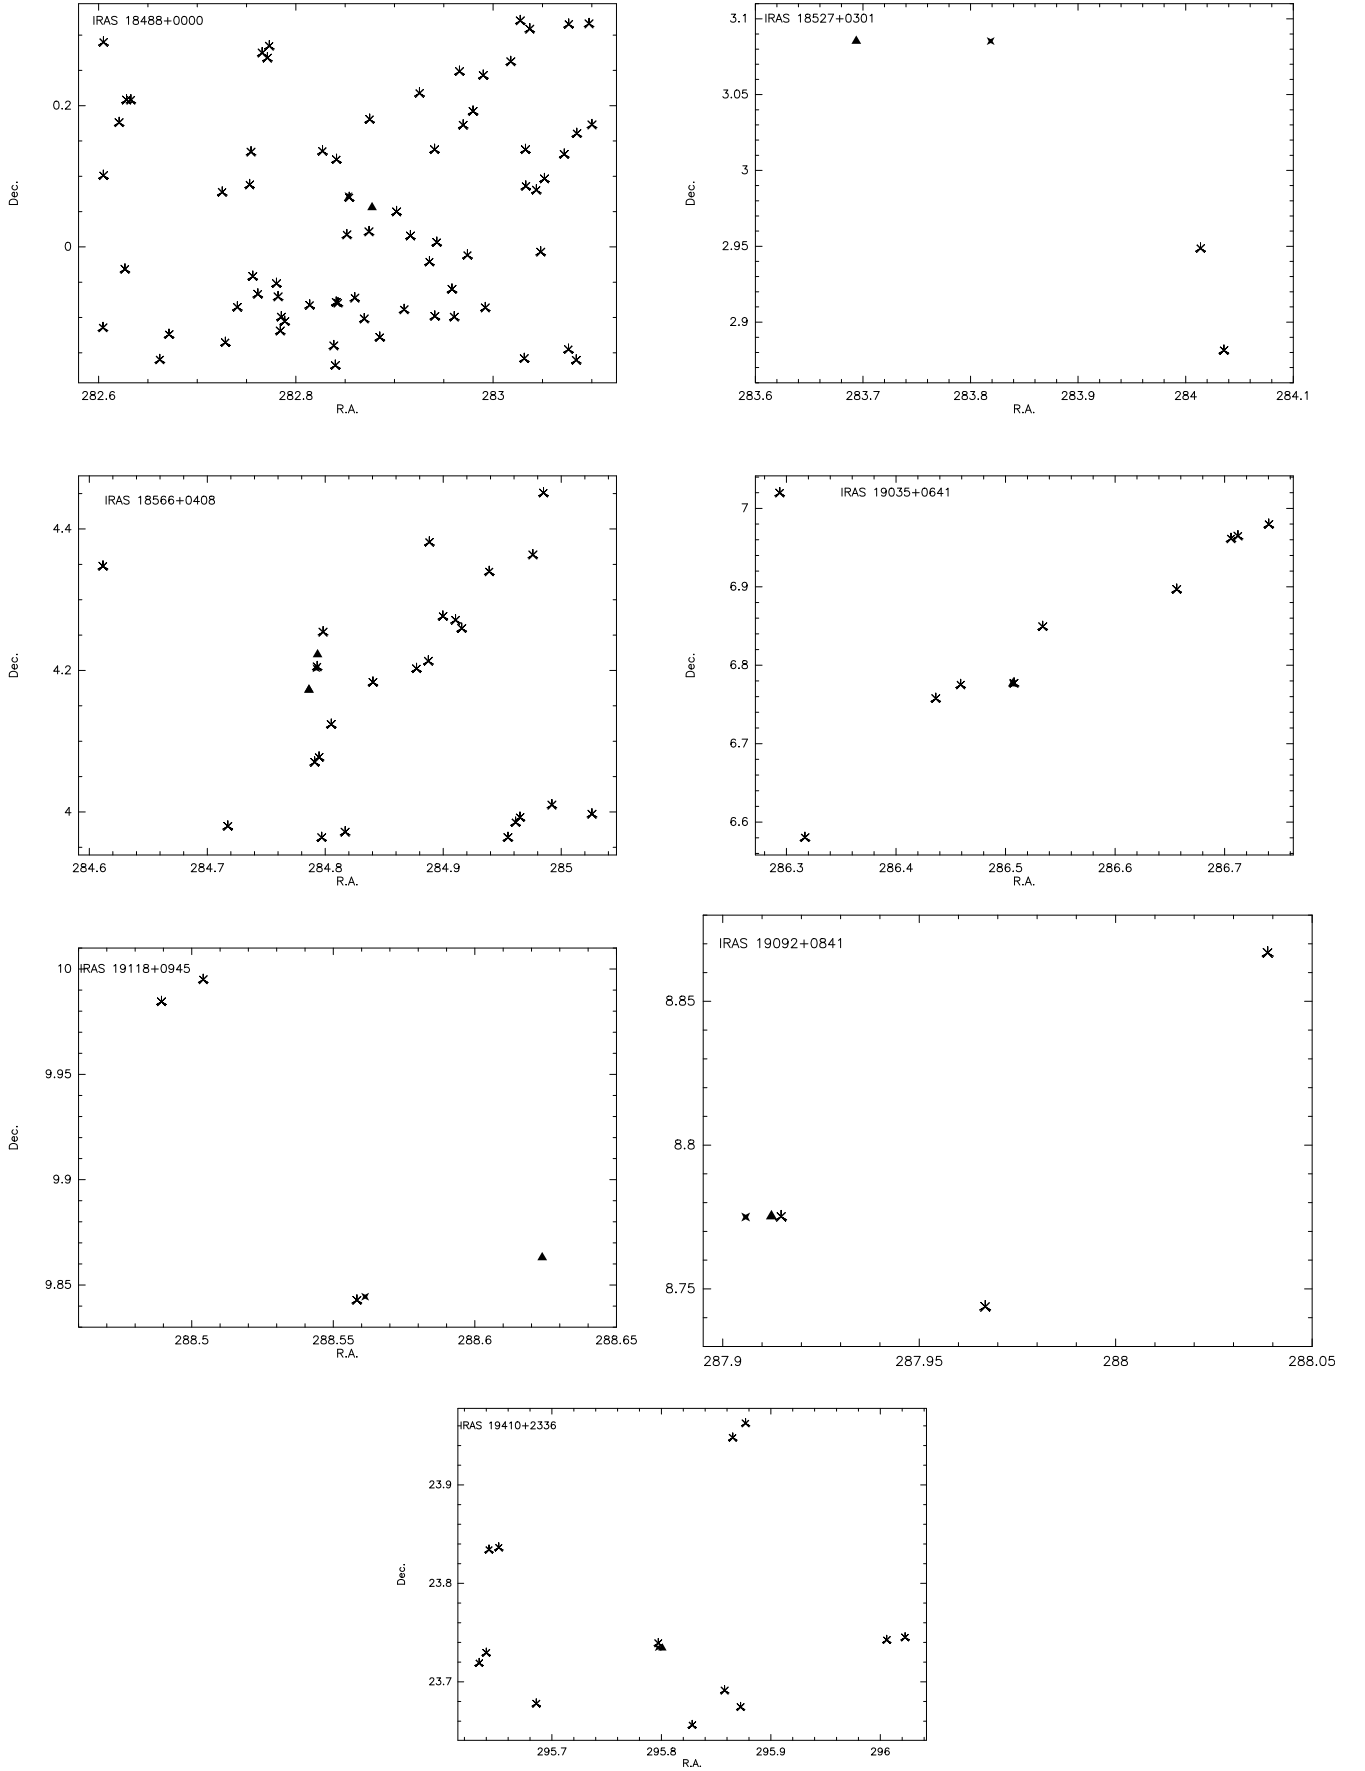 IRAS 18488+0000
0.2
0
Dec.
282.6 282.8 283
R.A.
IRAS 18527+0301
3.1
3.05
3
2.95
2.9
Dec.
283.6 283.7 283.8 283.9 284 284.1
R.A.
IRAS 18566+0408
4.4
4.2
4
Dec.
284.6 284.7 284.8 284.9 285
R.A.
IRAS 19035+0641
7
6.9
6.8
6.7
6.6
Dec.
286.3 286.4 286.5 286.6 286.7
R.A.
IRAS 19118+0945
10
9.95
9.9
9.85
Dec.
288.5 288.55 288.6 288.65
R.A.
IRAS 19092+0841
8.85
8.8
8.75
287.9 287.95 288 288.05
IRAS 19410+2336
23.9
23.8
23.7
Dec.
295.7 295.8 295.9 296
R.A.